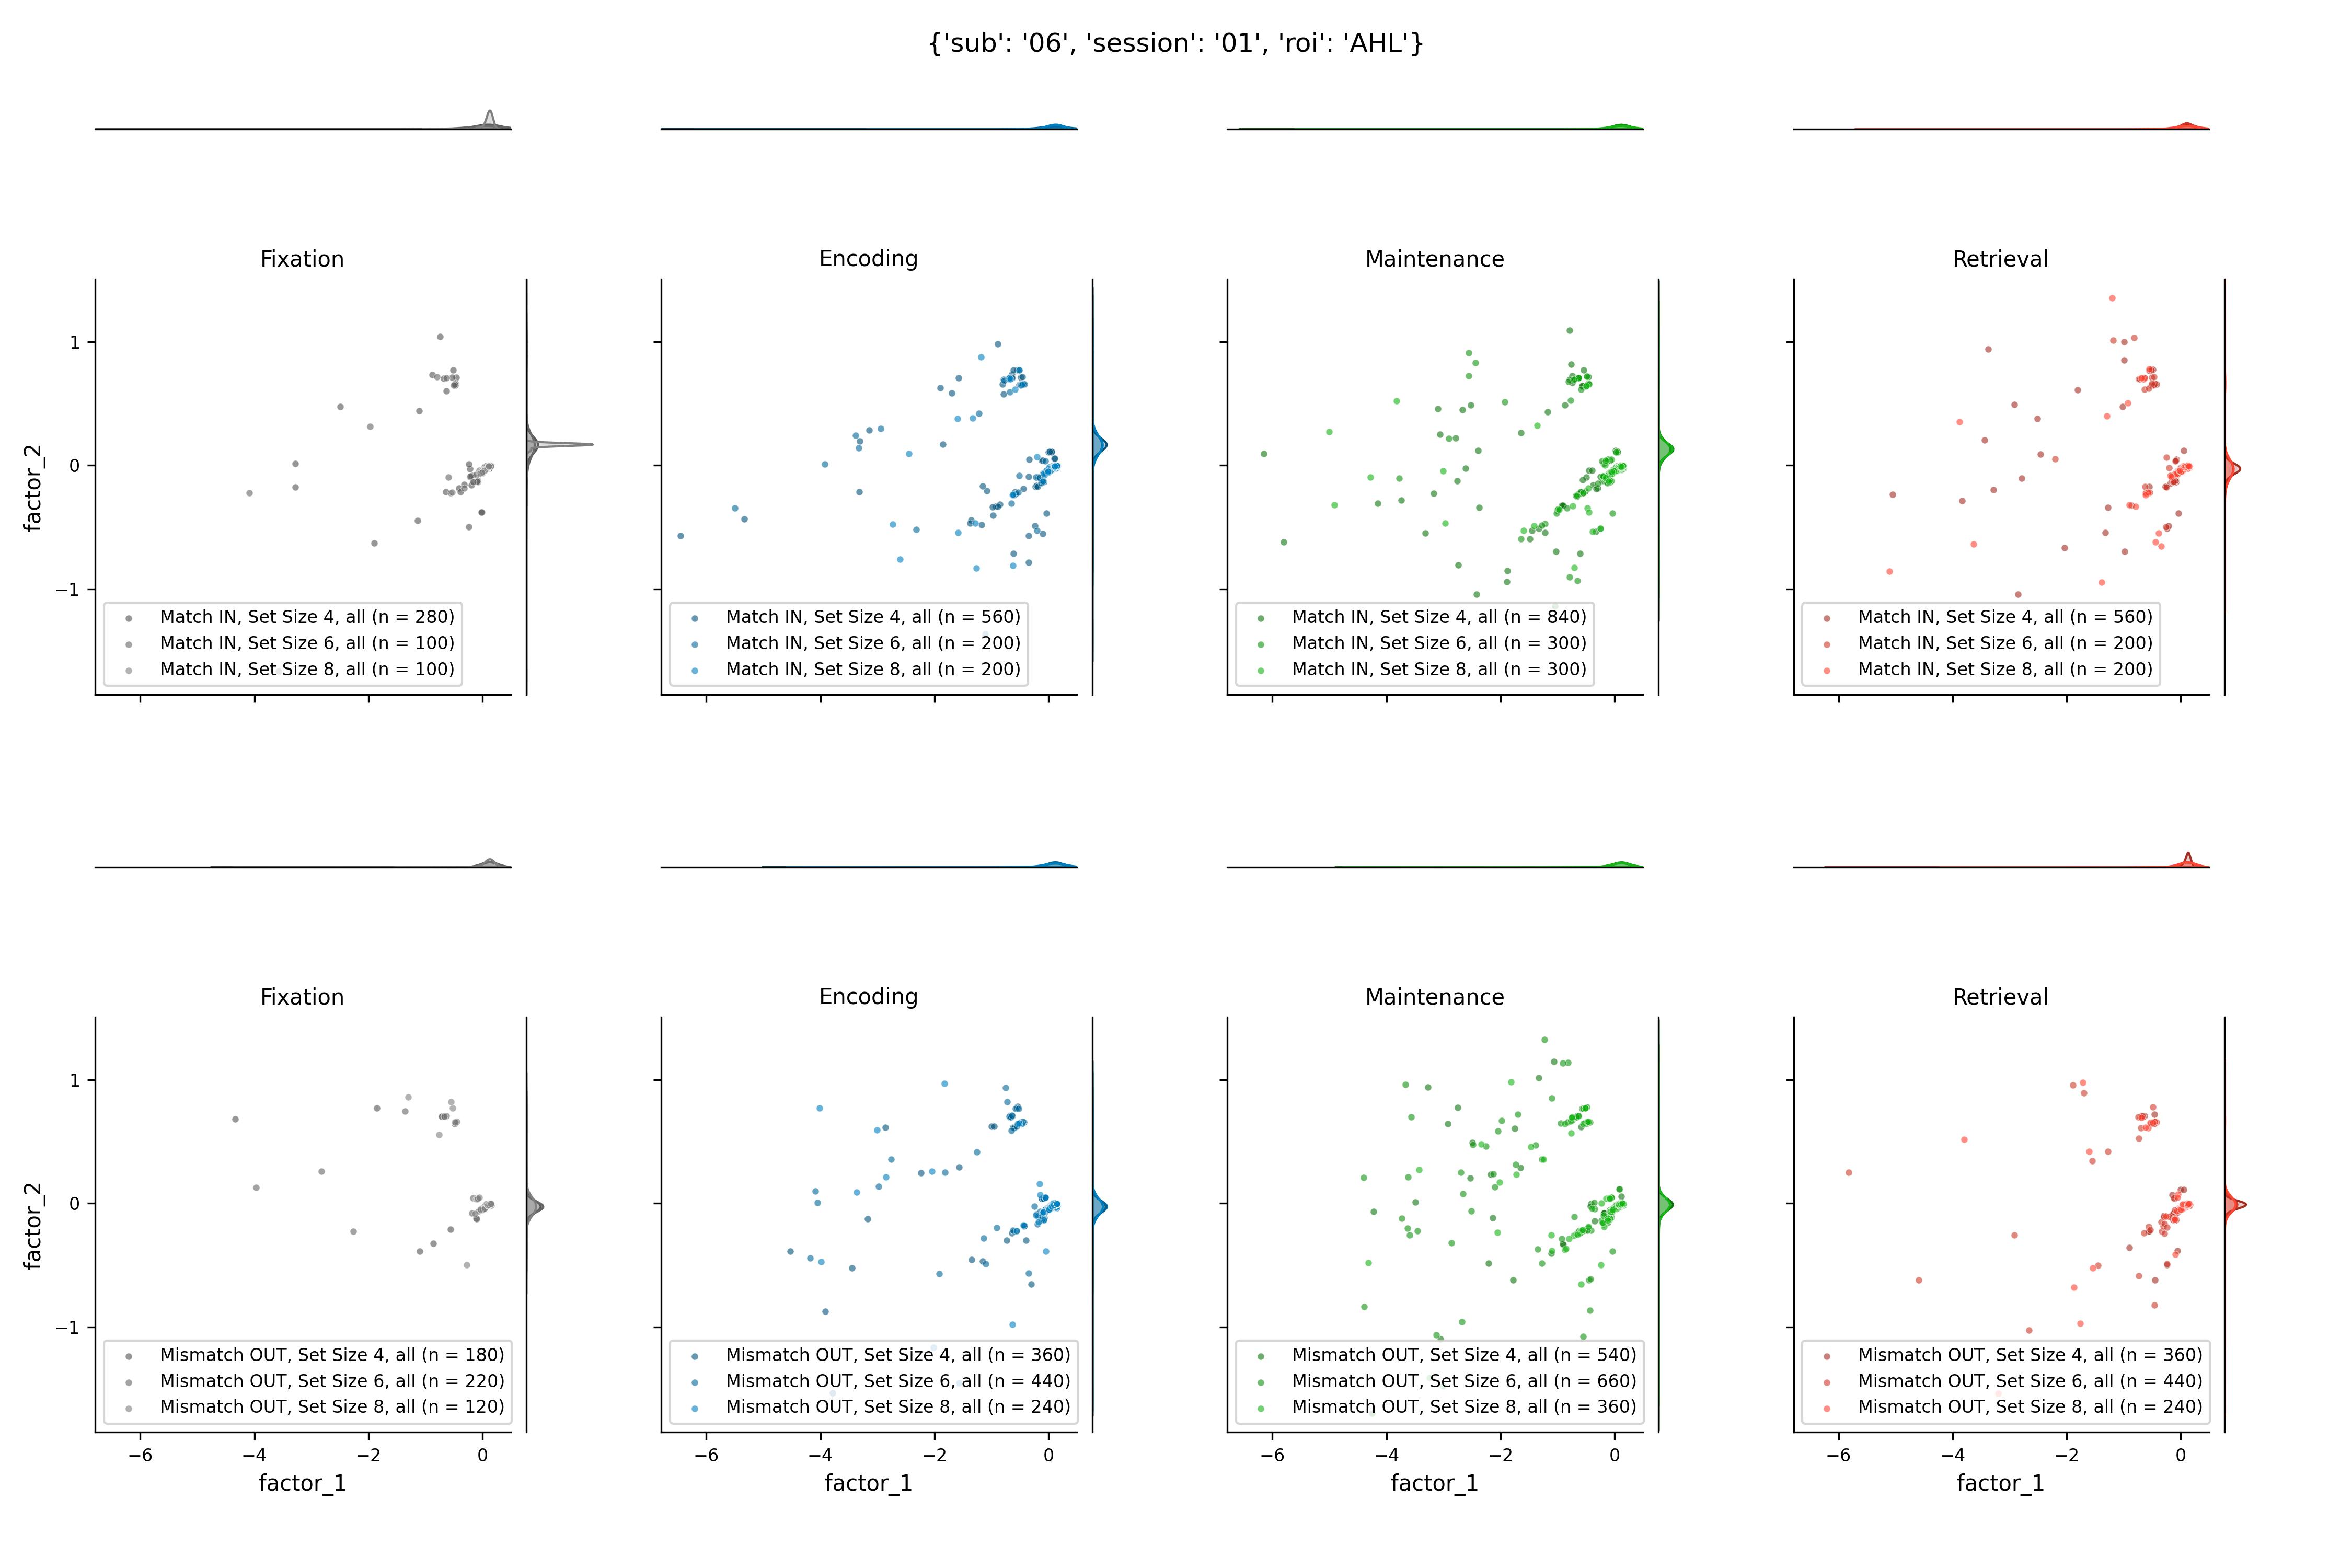 {'sub': '06', 'session': '01', 'roi': 'AHL'}
Fixation
Encoding
Maintenance
Retrieval
factor_2
1
0
−1
Match IN, Set Size 4, all (n = 280)
Match IN, Set Size 6, all (n = 100)
Match IN, Set Size 8, all (n = 100)
Match IN, Set Size 4, all (n = 560)
Match IN, Set Size 6, all (n = 200)
Match IN, Set Size 8, all (n = 200)
Match IN, Set Size 4, all (n = 840)
Match IN, Set Size 6, all (n = 300)
Match IN, Set Size 8, all (n = 300)
Match IN, Set Size 4, all (n = 560)
Match IN, Set Size 6, all (n = 200)
Match IN, Set Size 8, all (n = 200)
Fixation
Encoding
Maintenance
Retrieval
factor_2
1
0
−1
Mismatch OUT, Set Size 4, all (n = 180)
Mismatch OUT, Set Size 6, all (n = 220)
Mismatch OUT, Set Size 8, all (n = 120)
Mismatch OUT, Set Size 4, all (n = 360)
Mismatch OUT, Set Size 6, all (n = 440)
Mismatch OUT, Set Size 8, all (n = 240)
Mismatch OUT, Set Size 4, all (n = 540)
Mismatch OUT, Set Size 6, all (n = 660)
Mismatch OUT, Set Size 8, all (n = 360)
Mismatch OUT, Set Size 4, all (n = 360)
Mismatch OUT, Set Size 6, all (n = 440)
Mismatch OUT, Set Size 8, all (n = 240)
−6 −4 −2 0
−6 −4 −2 0
−6 −4 −2 0
−6 −4 −2 0
factor_1
factor_1
factor_1
factor_1